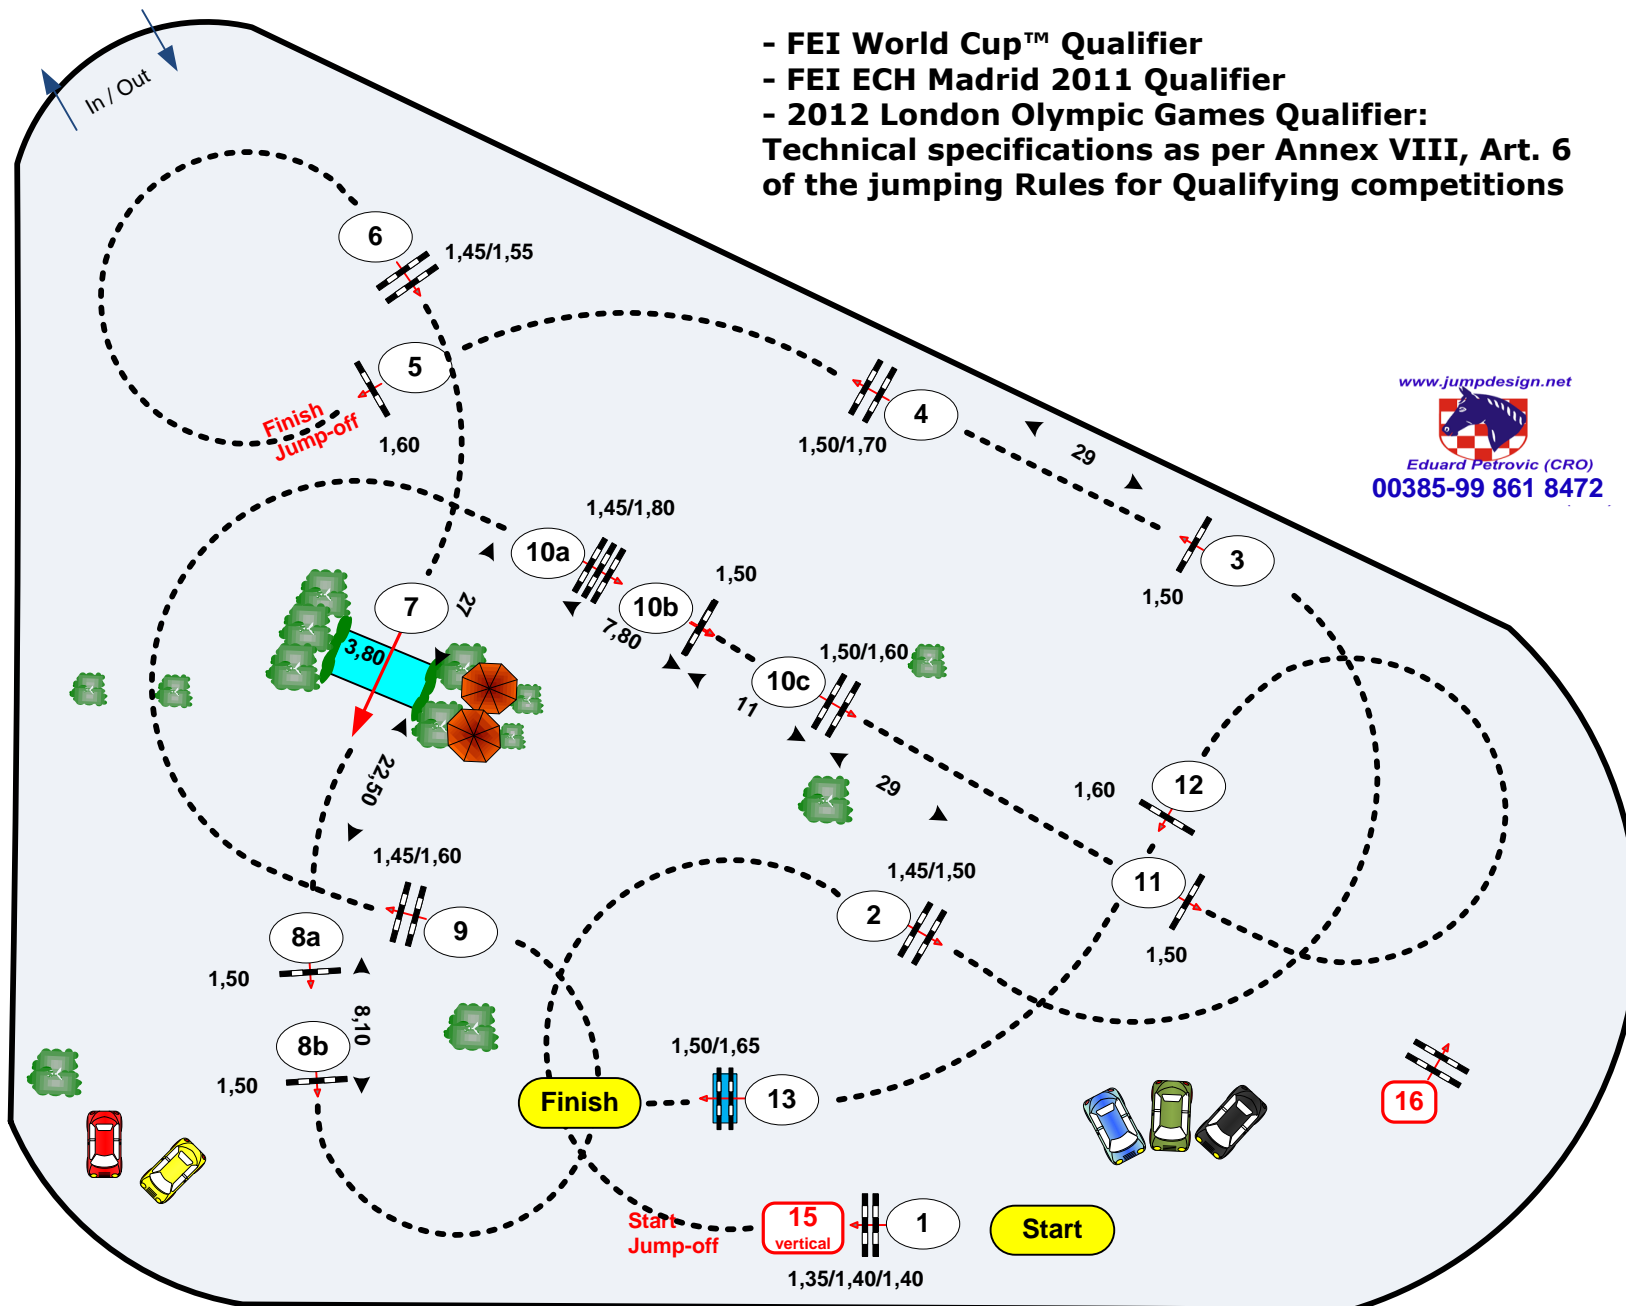 - FEI World Cup™ Qualifier
- FEI ECH Madrid 2011 Qualifier
- 2012 London Olympic Games Qualifier:
Technical specifications as per Annex VIII, Art. 6
of the jumping Rules for Qualifying competitions
In / Out
6
1,45/1,55
5
Finish
Jump-off
1,60
4
1,50/1,70
29
www.jumpdesign.net
Eduard Petrovic (CRO)
00385-99 861 8472
3
1,50
1,45/1,80
10a
7,80
10b
1,50
11
10c
1,50/1,60
7
27
3,80
22,50
29
12
1,60
11
1,50
1,45/1,60
9
1,45/1,50
2
8a
1,50
8,10
8b
1,50
1,50/1,65
13
Finish
16
Start
Jump-off
15
vertical
1
Start
1,35/1,40/1,40